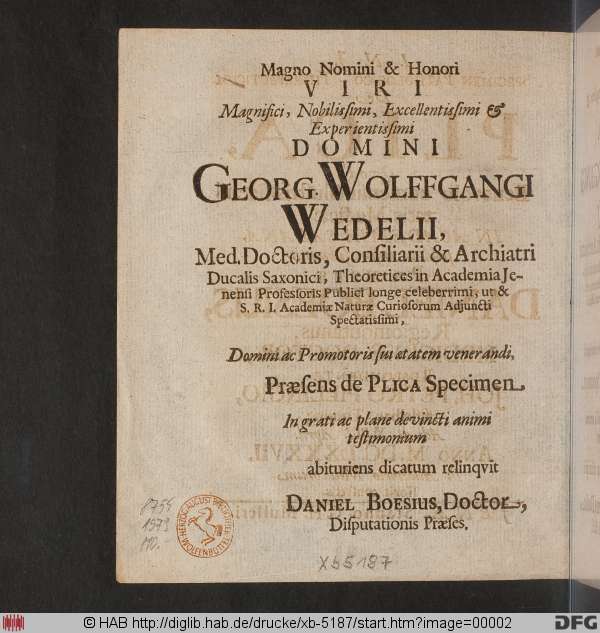 Magno Nomini & Honori
VIRI
Magnifici, Nobilissimi, Excellentissimi &
Experientissimi
DOMINI
GEORG. WOLFFGANGI
WEDELII,
Med. Doctoris, Consiliarii & Archiatri
Ducalis Saxonici, Theoretices in Academia Je-
nensi Professoris Publici longe celeberrimi, ut &
S. R. I. Academiæ Naturæ Curiosorum Adjuncti
Spectatissimi,
Domini ac Promotoris sui ætatem venerandi,
Præsens de PLICA Specimen
In grati ac plane devincti animi
testimonium
abituriens dicatum relinqvit
DANIEL BOESIUS, Doctor,
Disputationis Præses.
Xb 5187
© HAB http://diglib.hab.de/drucke/xb-5187/start.htm?image=00002
DFG